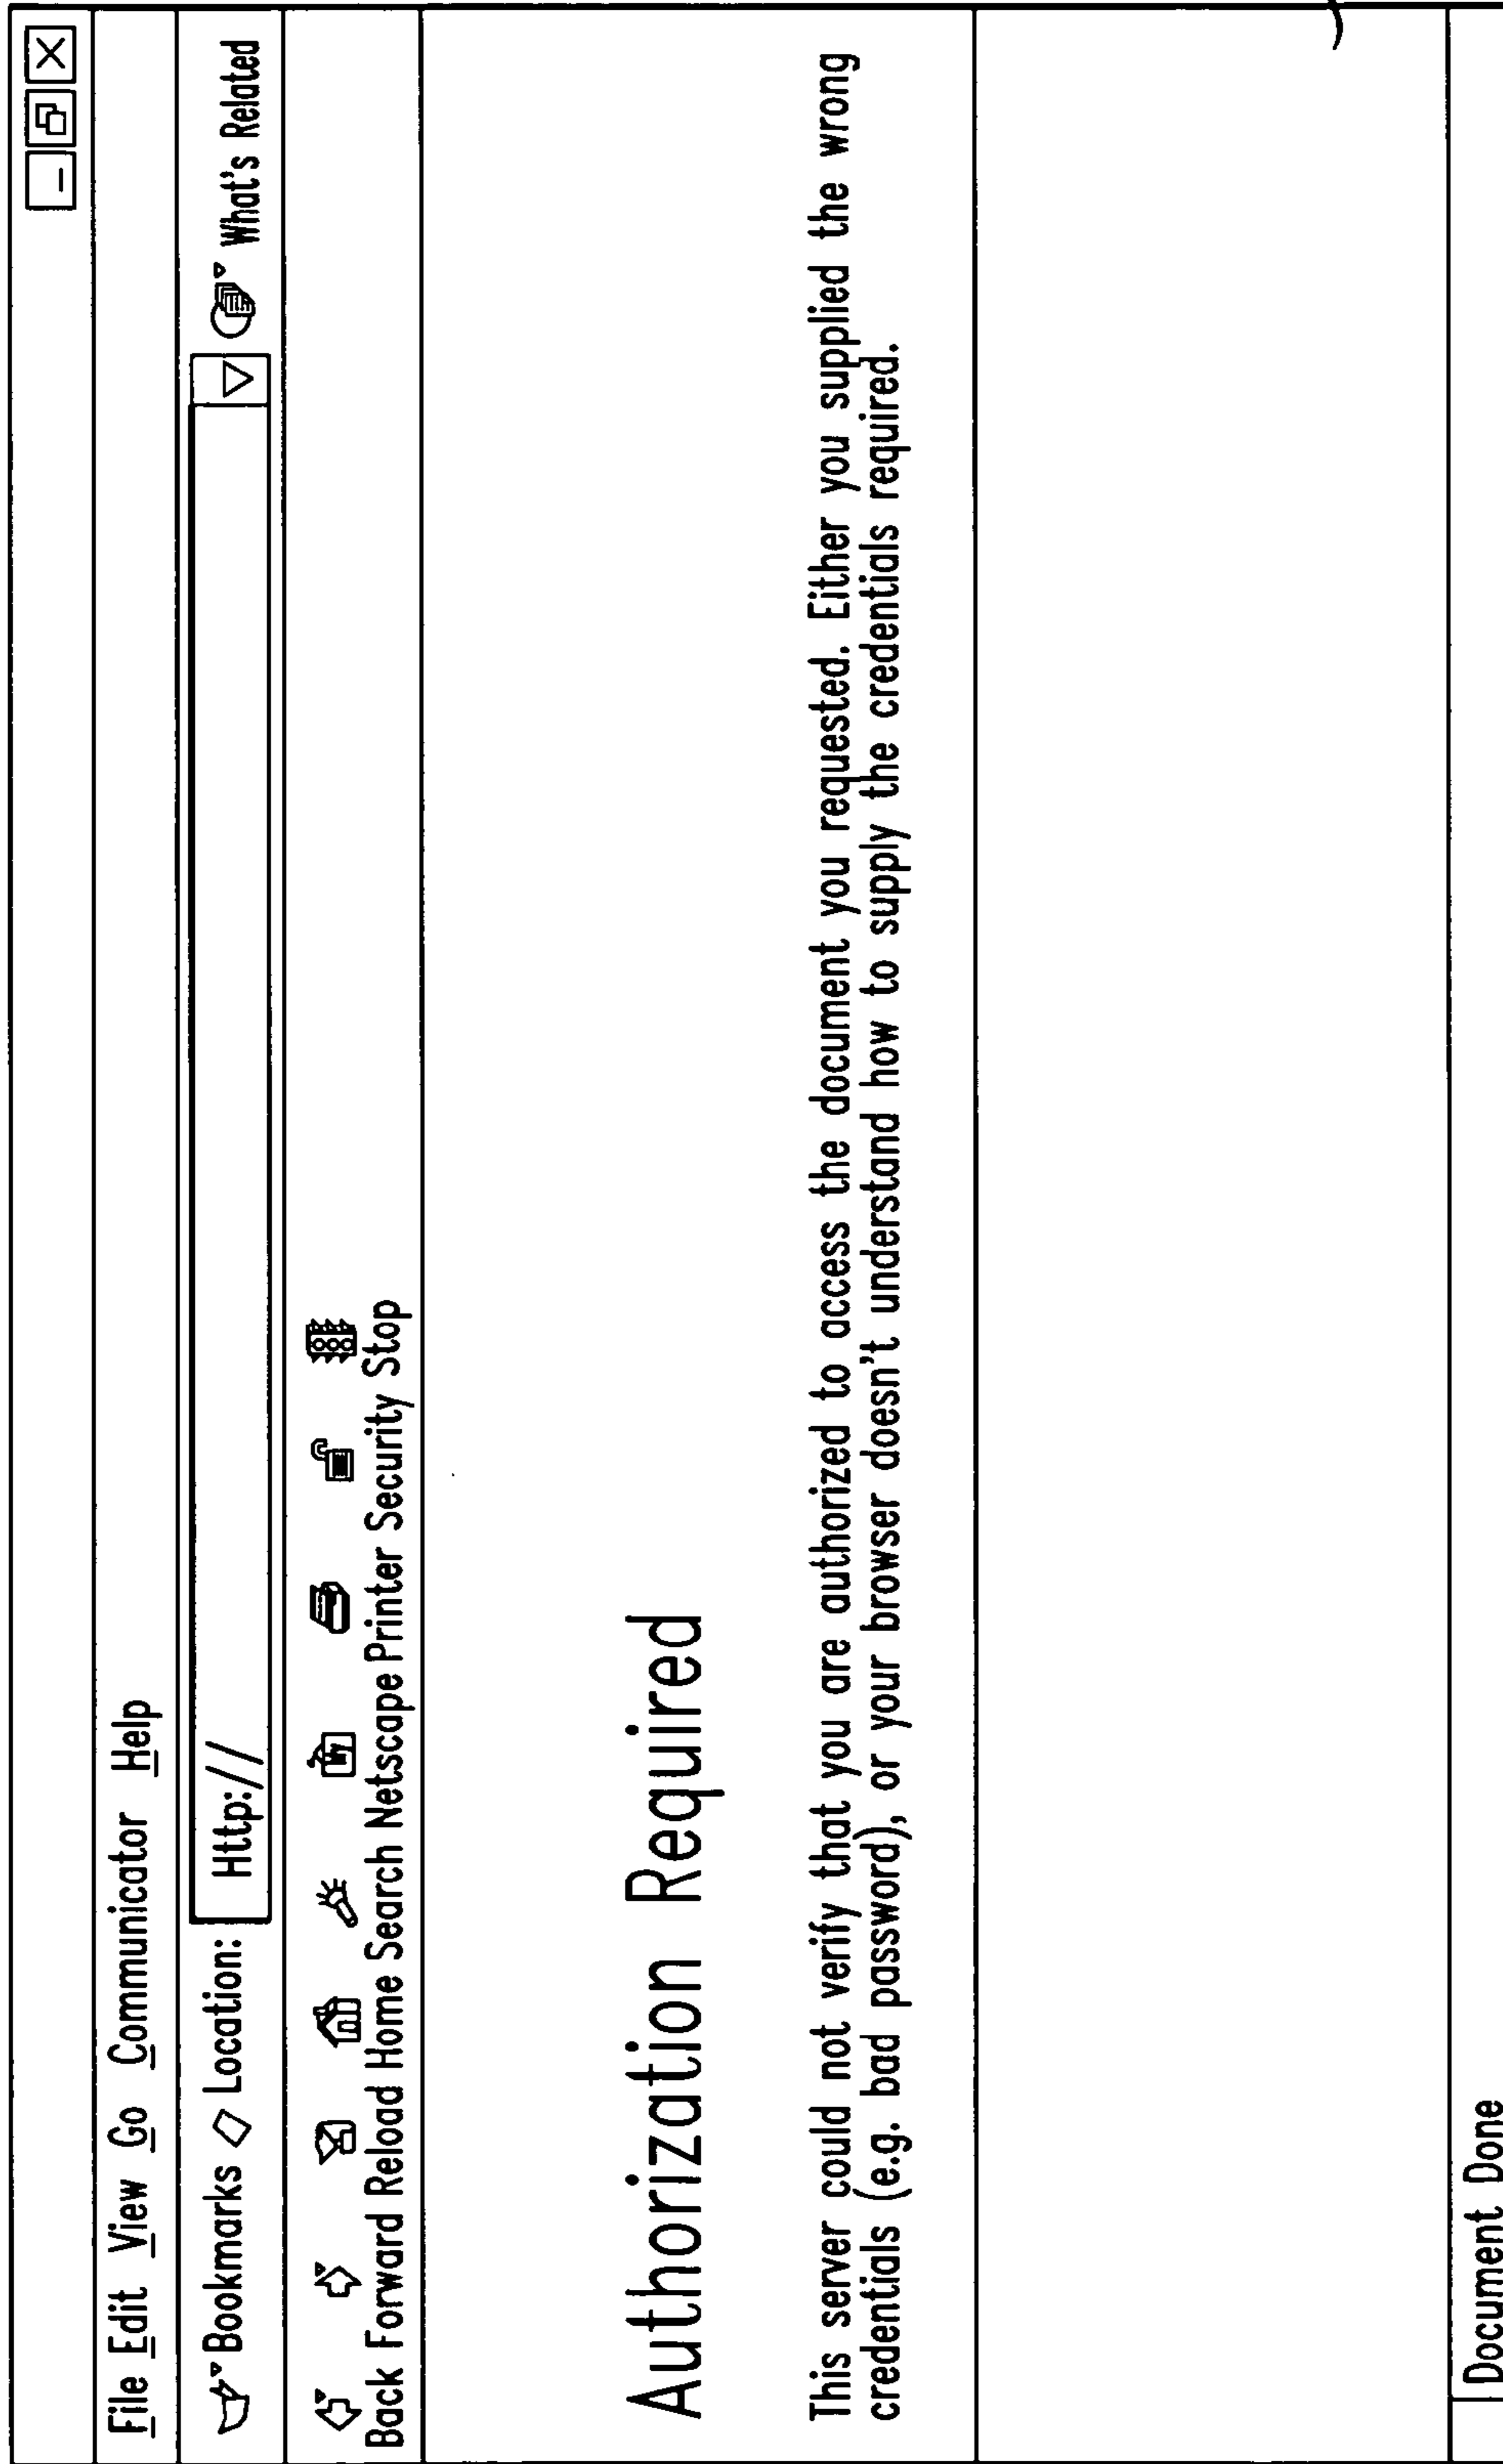 File Edit View Go Communicator Help
Bookmarks Location: Http:// What's Related
Back Forward Reload Home Search Netscape Printer Security Stop
Authorization Required
This server could not verify that you are authorized to access the document you requested. Either you supplied the wrong
credentials (e.g. bad password), or your browser doesn't understand how to supply the credentials required.
Document Done